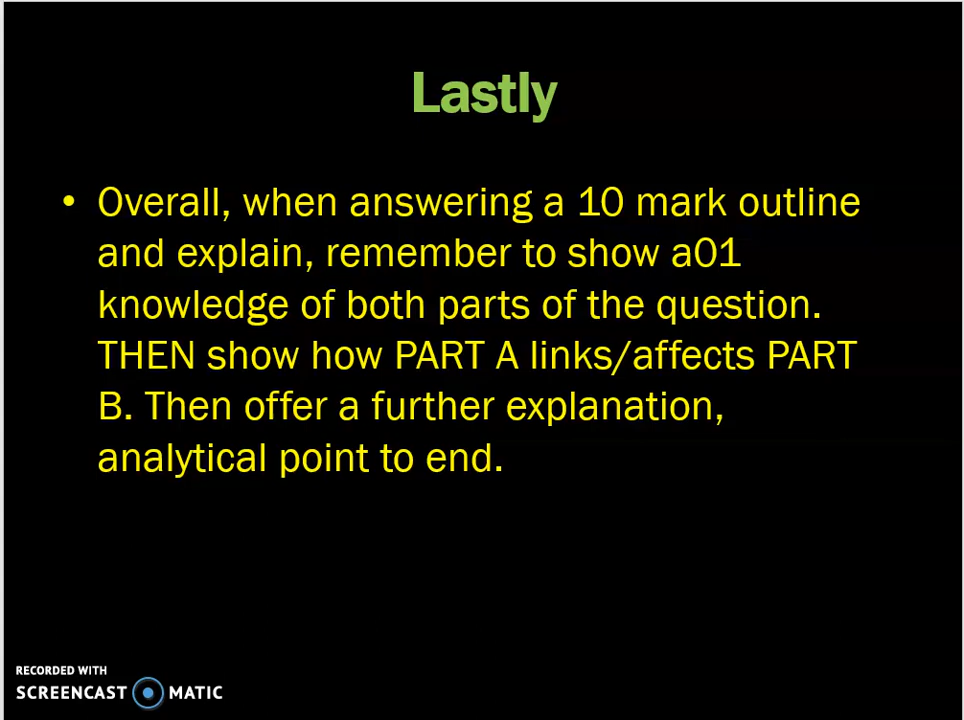 Lastly
• Overall, when answering a 10 mark outline
and explain, remember to show a01
knowledge of both parts of the question.
THEN show how PART A links/affects PART
B. Then offer a further explanation,
analytical point to end.
RECORDED WITH
SCREENCAST MATIC